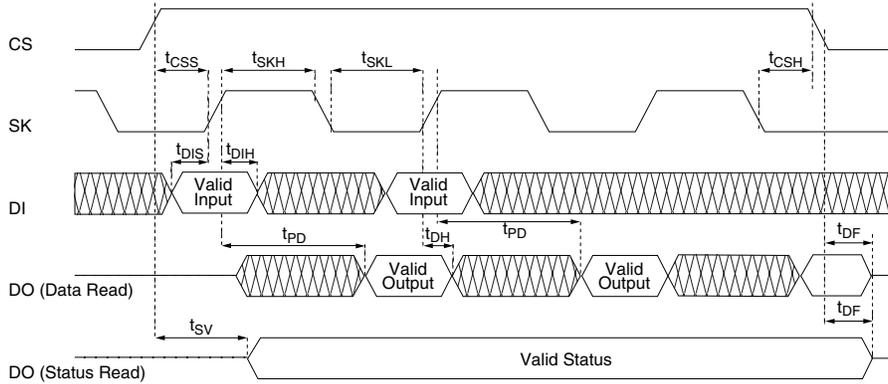 CS
tCSS
tSKH
tSKL
tCSH
SK
tDIS
tDIH
DI
Valid
Input
Valid
Input
tPD
tDH
tPD
tDF
DO (Data Read)
Valid
Output
Valid
Output
tDF
tSV
DO (Status Read)
Valid Status